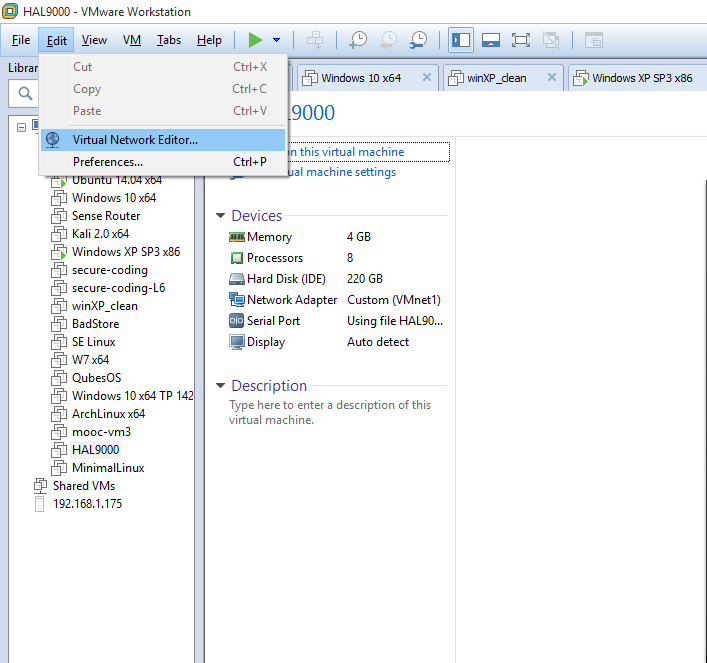 HAL9000 - VMware Workstation
File Edit View VM Tabs Help
Cut Ctrl+X
Copy Ctrl+C
Paste Ctrl+V
Virtual Network Editor...
Preferences... Ctrl+P
Windows 10 x64
winXP_clean
Windows XP SP3 x86
Ubuntu 14.04 x64
Windows 10 x64
Sense Router
Kali 2.0 x64
Windows XP SP3 x86
secure-coding
secure-coding-L6
winXP_clean
BadStore
SE Linux
W7 x64
QubesOS
Windows 10 x64 TP 142
ArchLinux x64
mooc-vm3
HAL9000
MinimalLinux
Shared VMs
192.168.1.175
L9000
on this virtual machine
ual machine settings
Devices
Memory 4 GB
Processors 8
Hard Disk (IDE) 220 GB
Network Adapter Custom (VMnet1)
Serial Port Using file HAL90...
Display Auto detect
Description
Type here to enter a description of this
virtual machine.